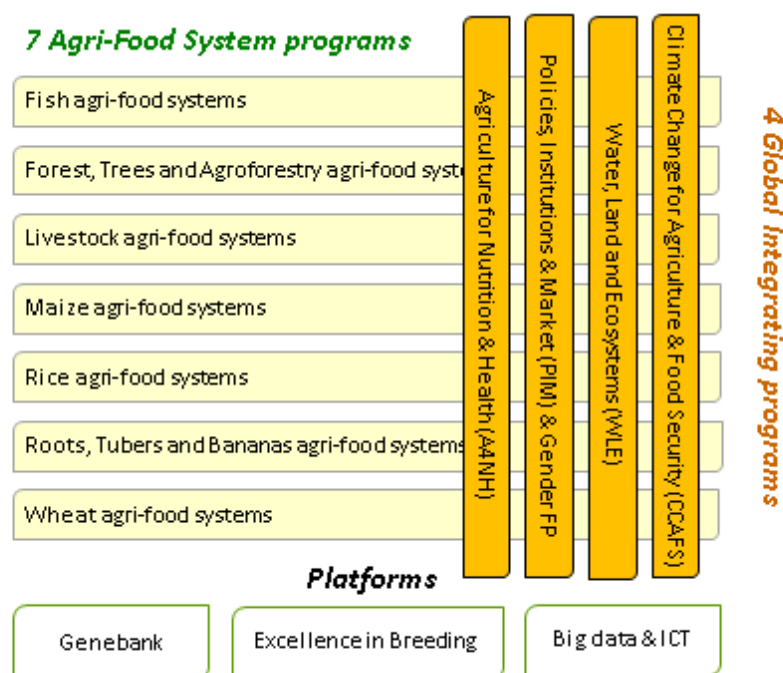 7 Agri-Food System programs
Fish agri-food systems
Forest, Trees and Agroforestry agri-food syst
Livestock agri-food systems
Maize agri-food systems
Rice agri-food systems
Roots, Tubers and Bananas agri-food systems
Wheat agri-food systems
Agriculture for Nutrition & Health (A4NH)
Policies, Institutions & Market (PIM) & Gender FP
Water, Land and Ecosystems (WLE)
Climate Change for Agriculture & Food Security (CCAFS)
4 Global Integrating programs
Platforms
Genebank
Excellence in Breeding
Big data & ICT